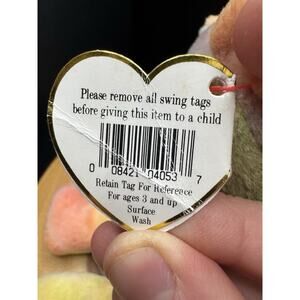 Please remove all swing tags
before giving this item to a child
0 08421 04053 7
Retain Tag For Reference
For ages 3 and up
Surface
Wash